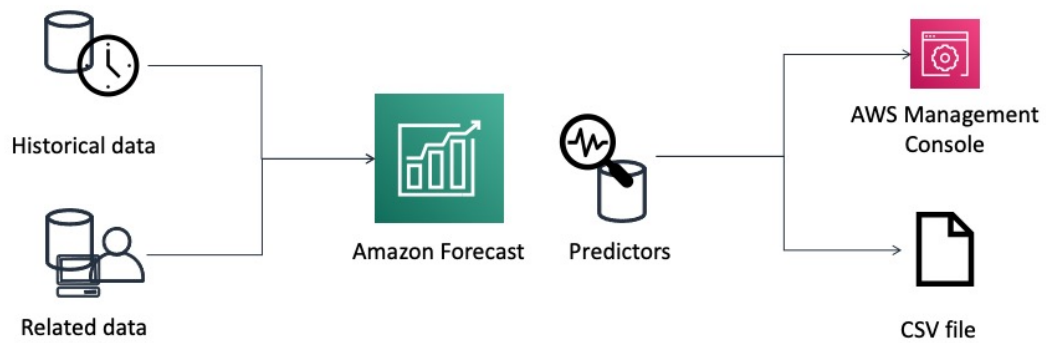 Historical data
Related data
Amazon Forecast
Predictors
AWS Management
Console
CSV file